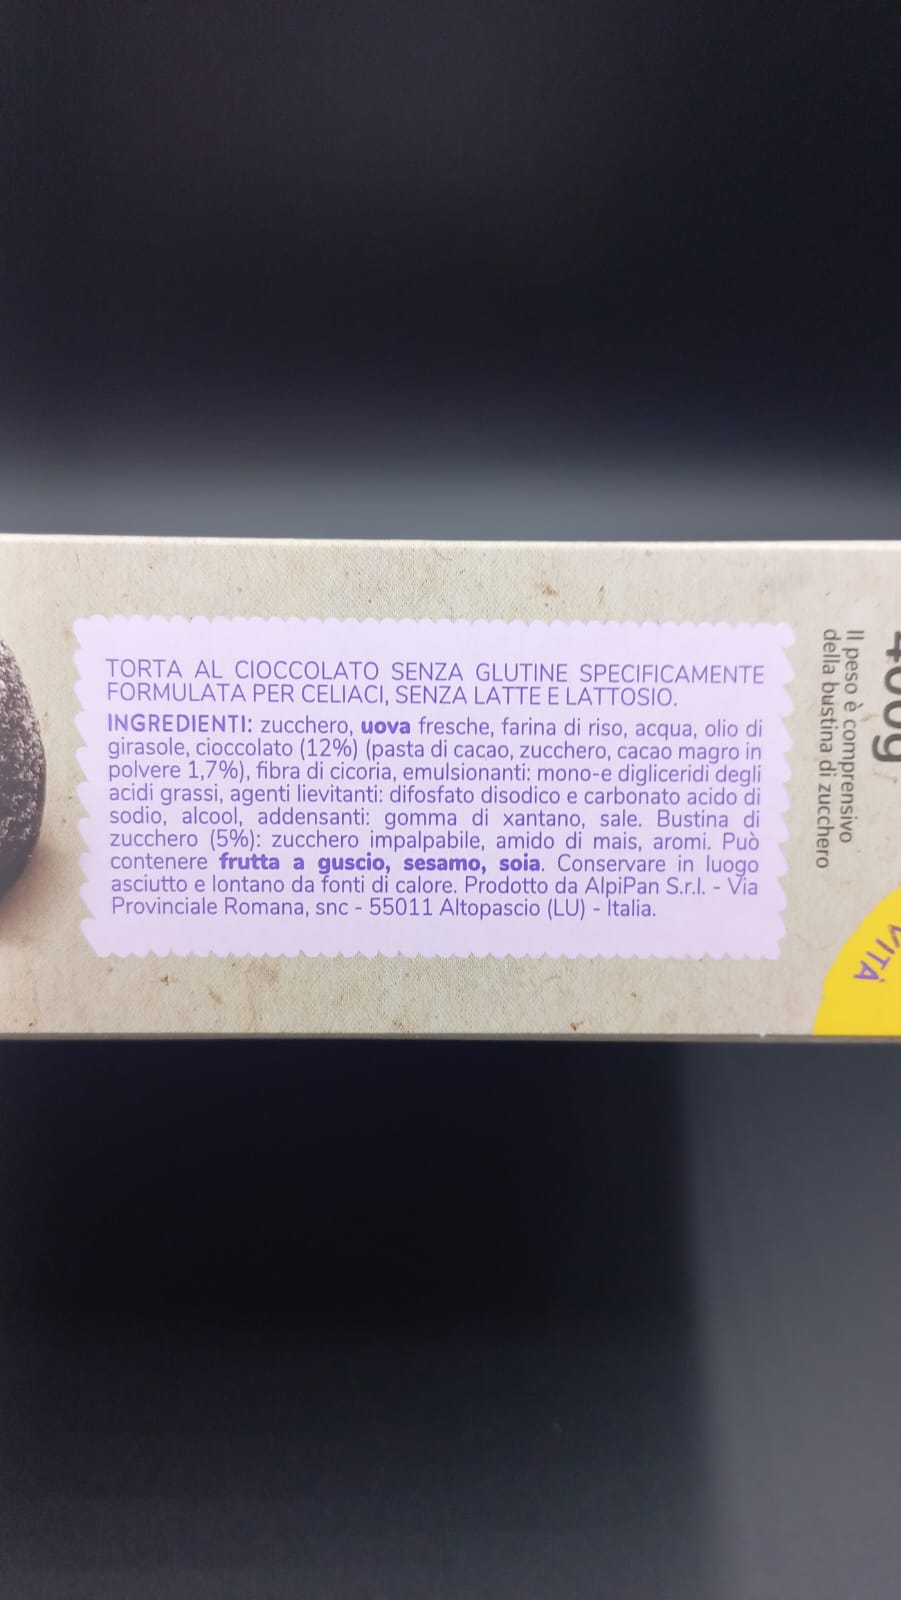 TORTA AL CIOCCOLATO SENZA GLUTINE SPECIFICAMENTE
FORMULATA PER CELIACI, SENZA LATTE E LATTOSIO.
INGREDIENTI: zucchero, uova fresche, farina di riso, acqua, olio di
girasole, cioccolato (12%) (pasta di cacao, zucchero, cacao magro in
polvere 1,7%), fibra di cicoria, emulsionanti: mono-e digliceridi degli
acidi grassi, agenti lievitanti: difosfato disodico e carbonato acido di
sodio, alcool, addensanti: gomma di xantano, sale. Bustina di
zucchero (5%): zucchero impalpabile, amido di mais, aromi. Può
contenere frutta a guscio, sesamo, soia. Conservare in luogo
asciutto e lontano da fonti di calore. Prodotto da AlpiPan S.r.l. - Via
Provinciale Romana, snc - 55011 Altopascio (LU) - Italia.
400g
Il peso è comprensivo
della bustina di zucchero